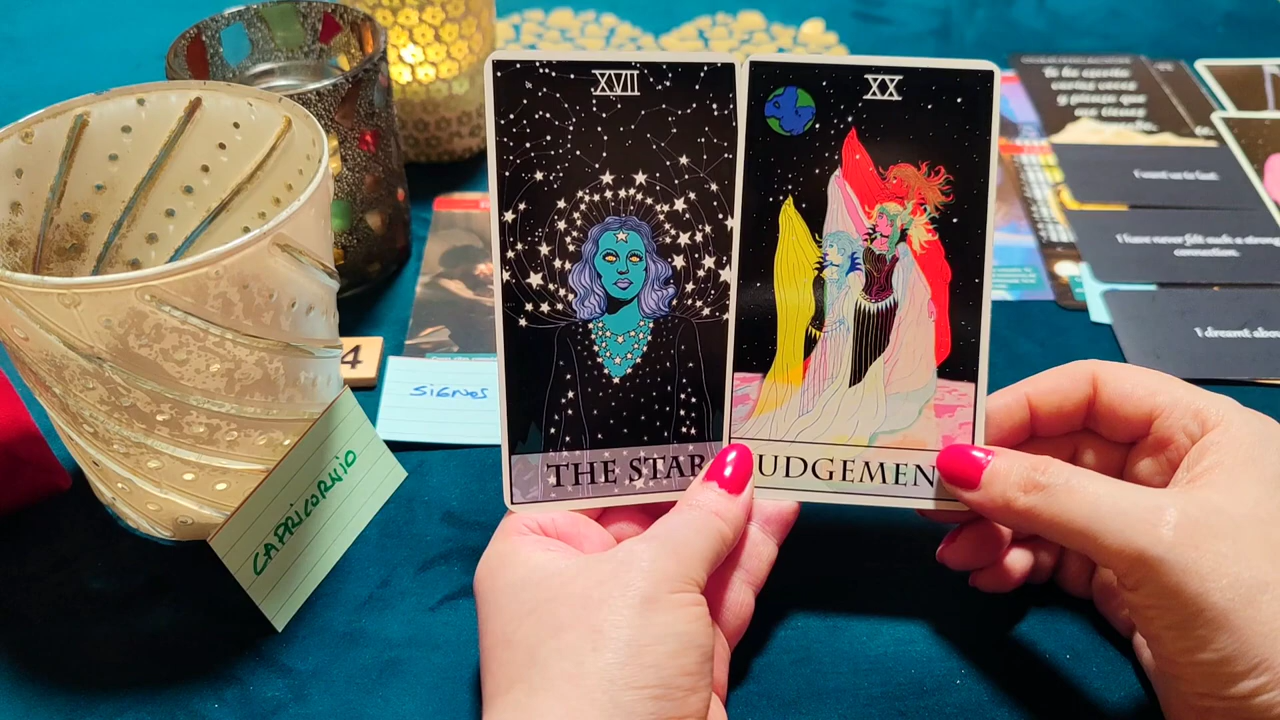 XVII
THE STAR
XX
UDGEMEN
4
SiGNOS
CAPRICORNIO
I want us to last.
I have never felt such a strong
connection.
I dreamt abou